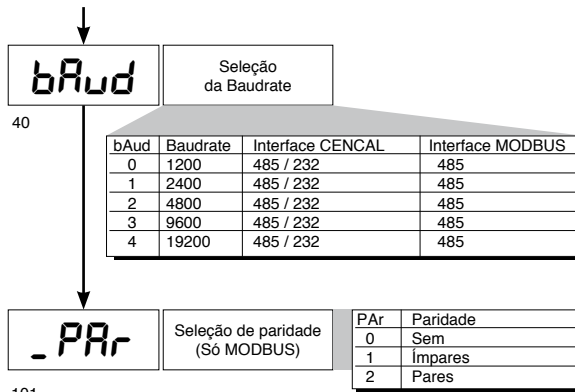 bAud
Seleção
da Baudrate
40
bAud Baudrate Interface CENCAL Interface MODBUS
0 1200 485 / 232 485
1 2400 485 / 232 485
2 4800 485 / 232 485
3 9600 485 / 232 485
4 19200 485 / 232 485
_PAr
Seleção de paridade
(Só MODBUS)
PAr Paridade
0 Sem
1 Ímpares
2 Pares
101